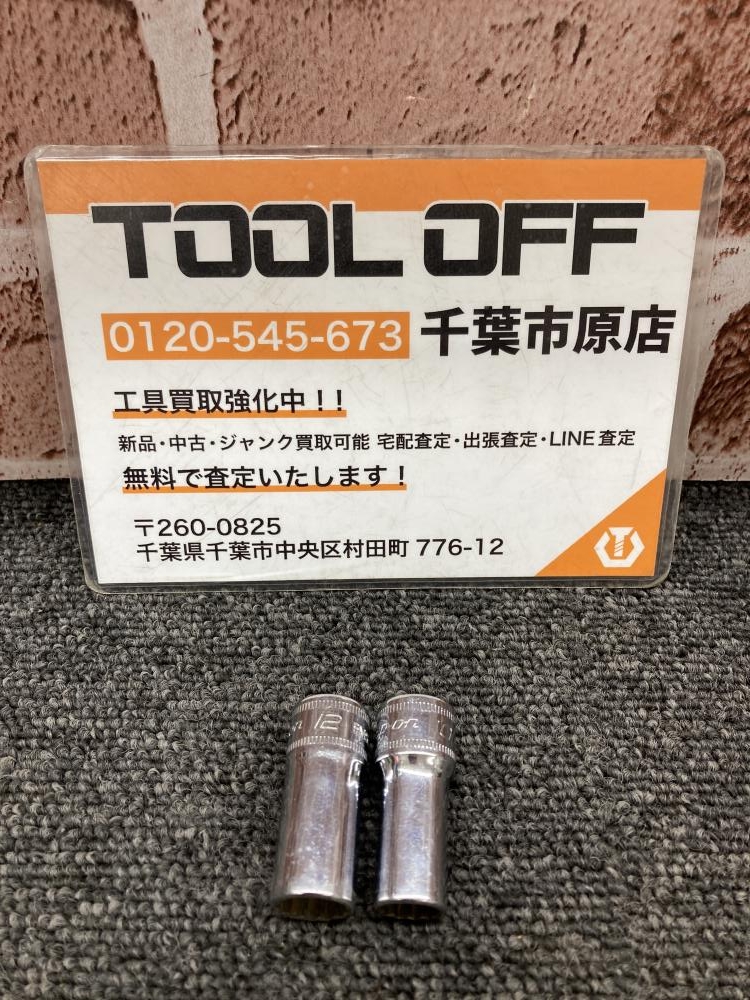 TOOL OFF
0120-545-673 千葉市原店
工具買取強化中！！
新品・中古・ジャンク買取可能 宅配査定・出張査定・LINE査定
無料で査定いたします！
〒260-0825
千葉県千葉市中央区村田町 776-12
12